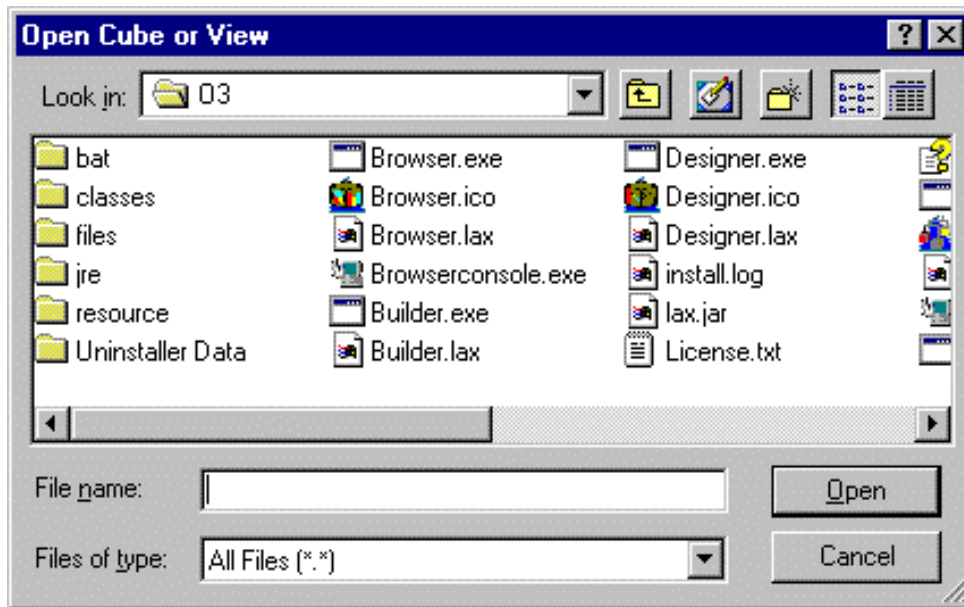 Open Cube or View
Look in: O3
bat Browser.exe Designer.exe
classes Browser.ico Designer.ico
files Browser.lax Designer.lax
jre Browserconsole.exe install.log
resource Builder.exe lax.jar
Uninstaller Data Builder.lax License.txt
File name: Open
Files of type: All Files (*.*) Cancel